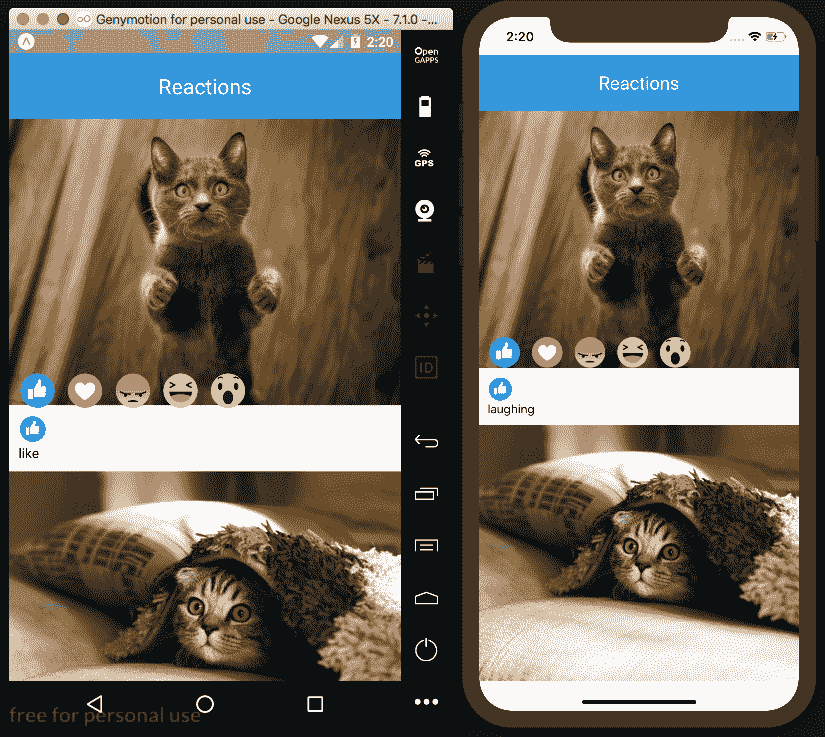 Genymotion for personal use - Google Nexus 5X - 7.1.0 -...
2:20
Reactions
like
free for personal use
Open
GAPPS
GPS
ID
2:20
Reactions
laughing